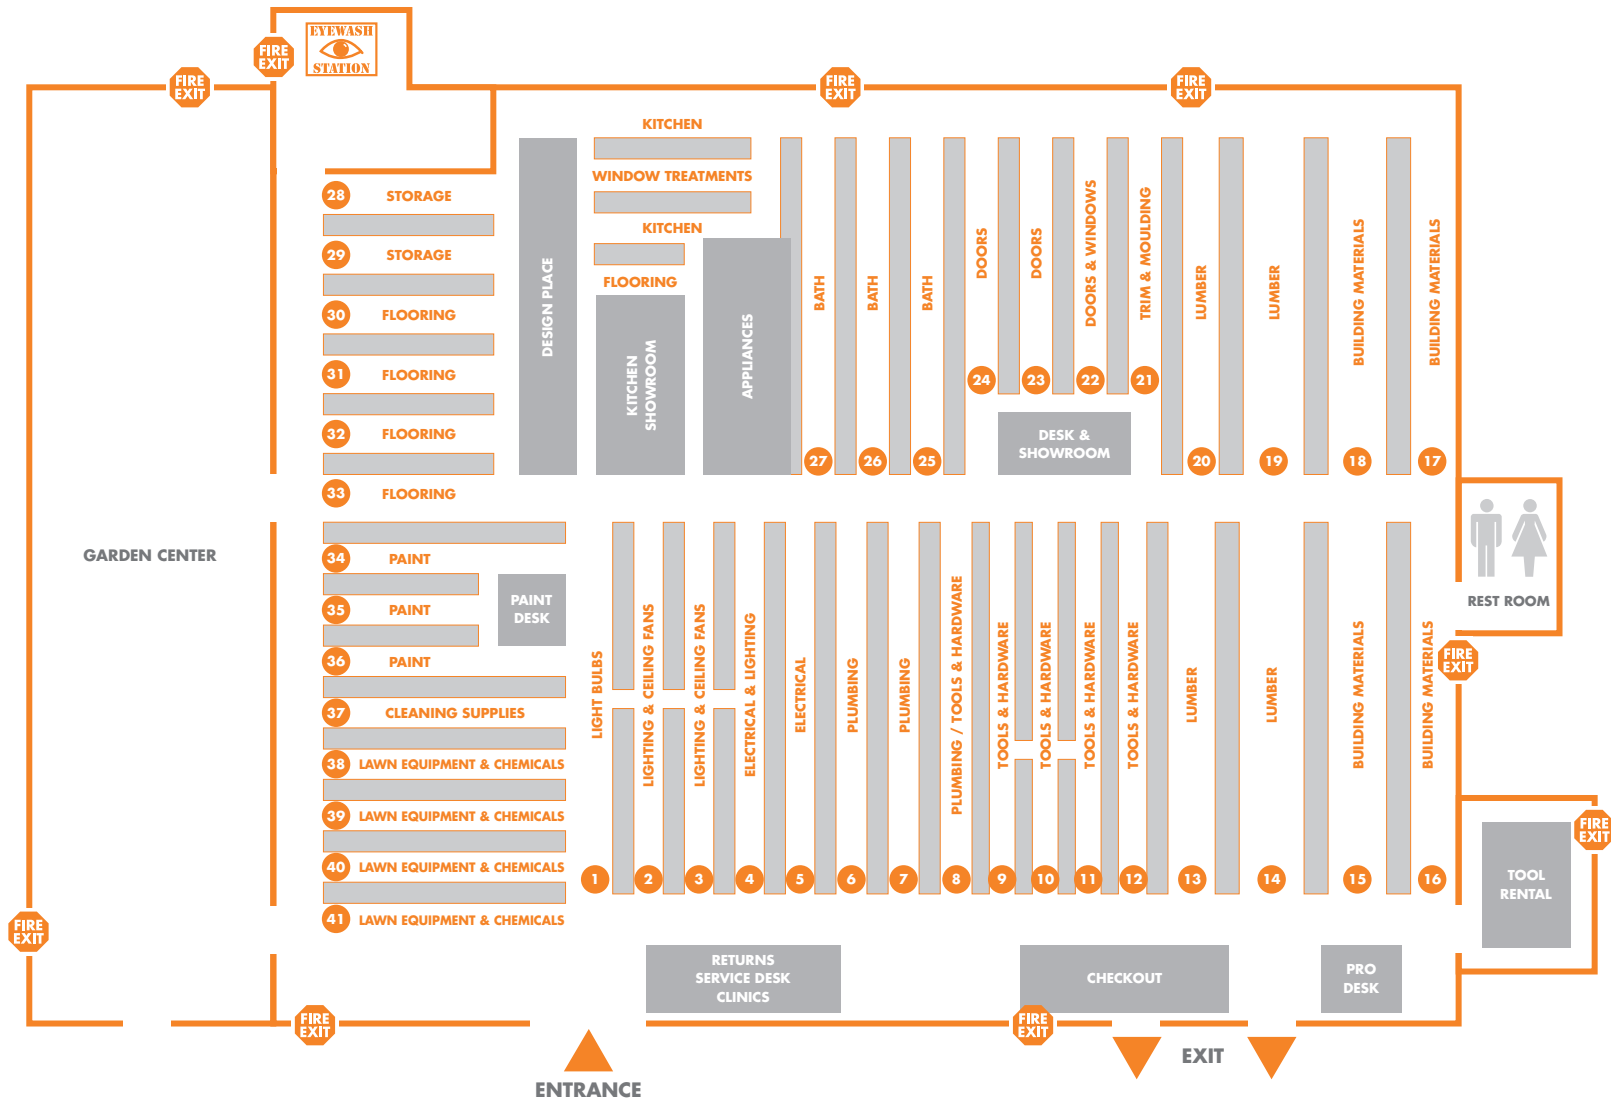 EYEWASH
STATION
FIRE
EXIT
FIRE
EXIT
FIRE
EXIT
FIRE
EXIT
KITCHEN
WINDOW TREATMENTS
KITCHEN
FLOORING
28 STORAGE
29 STORAGE
30 FLOORING
31 FLOORING
32 FLOORING
33 FLOORING
DESIGN PLACE
KITCHEN
SHOWROOM
APPLIANCES
BATH
27
BATH
26
BATH
25
DOORS
24
DOORS
23
DOORS & WINDOWS
22
TRIM & MOULDING
21
DESK &
SHOWROOM
LUMBER
20
LUMBER
19
BUILDING MATERIALS
18
BUILDING MATERIALS
17
GARDEN CENTER
34 PAINT
35 PAINT
36 PAINT
PAINT
DESK
37 CLEANING SUPPLIES
38 LAWN EQUIPMENT & CHEMICALS
39 LAWN EQUIPMENT & CHEMICALS
40 LAWN EQUIPMENT & CHEMICALS
41 LAWN EQUIPMENT & CHEMICALS
LIGHT BULBS
1
LIGHTING & CEILING FANS
2
LIGHTING & CEILING FANS
3
ELECTRICAL & LIGHTING
4
ELECTRICAL
5
PLUMBING
6
PLUMBING
7
PLUMBING / TOOLS & HARDWARE
8
TOOLS & HARDWARE
9
TOOLS & HARDWARE
10
TOOLS & HARDWARE
11
TOOLS & HARDWARE
12
LUMBER
13
LUMBER
14
BUILDING MATERIALS
15
BUILDING MATERIALS
16
REST ROOM
FIRE
EXIT
FIRE
EXIT
TOOL
RENTAL
FIRE
EXIT
RETURNS
SERVICE DESK
CLINICS
CHECKOUT
PRO
DESK
FIRE
EXIT
FIRE
EXIT
ENTRANCE
EXIT